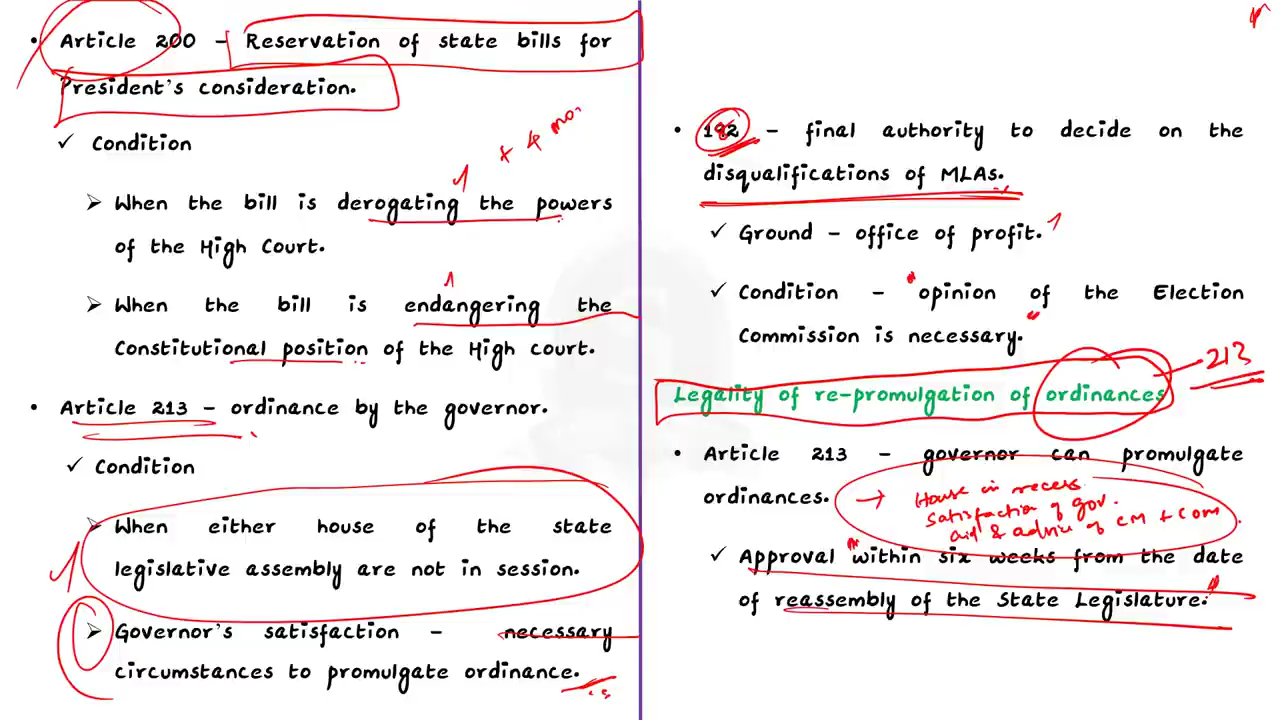 • Article 200 – Reservation of state bills for
President's consideration.
✓ Condition
+ 4 mo.
➢ When the bill is derogating the powers
of the High Court.
➢ When the bill is endangering the
Constitutional position of the High court.
• Article 213 – ordinance by the governor.
✓ Condition
➢ When either house of the state
legislative assembly are not in session.
➢ Governor's satisfaction – necessary
circumstances to promulgate ordinance.
• 192 – final authority to decide on the
disqualifications of MLAs.
✓ Ground – office of profit.
✓ Condition – opinion of the Election
Commission is necessary.
213
Legality of re-promulgation of ordinances
• Article 213 – governor can promulgate
ordinances.
→ House in recess.
satisfaction of gov.
aid & advice of CM + COM
✓ Approval within six weeks from the date
of reassembly of the State Legislature.